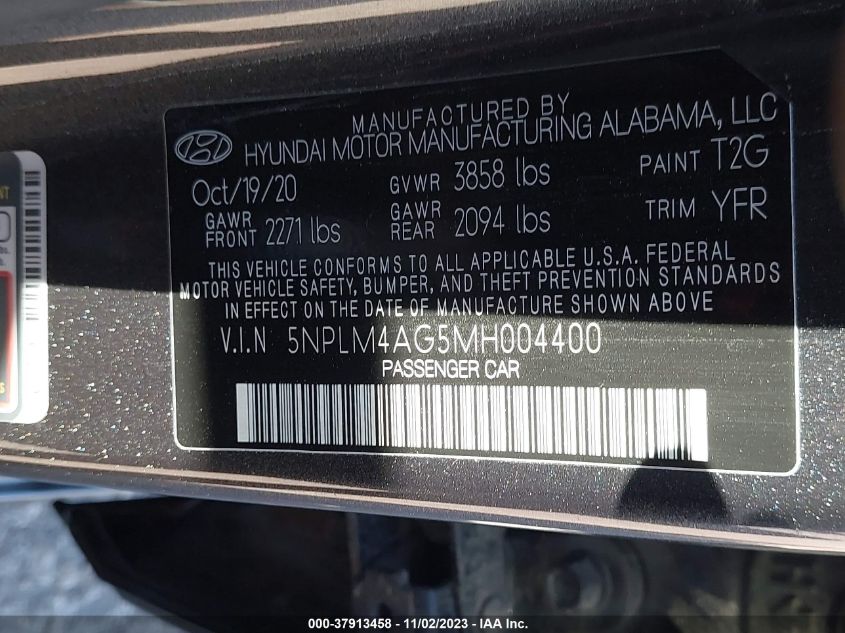 MANUFACTURED BY
HYUNDAI MOTOR MANUFACTURING ALABAMA, LLC
Oct/19/20 GVWR 3858 lbs PAINT T2G
GAWR FRONT 2271 lbs GAWR REAR 2094 lbs TRIM YFR
THIS VEHICLE CONFORMS TO ALL APPLICABLE U.S.A. FEDERAL
MOTOR VEHICLE SAFETY, BUMPER, AND THEFT PREVENTION STANDARDS
IN EFFECT ON THE DATE OF MANUFACTURE SHOWN ABOVE.
V.I.N 5NPLM4AG5MH004400
PASSENGER CAR
000-37913458 - 11/02/2023 - IAA Inc.